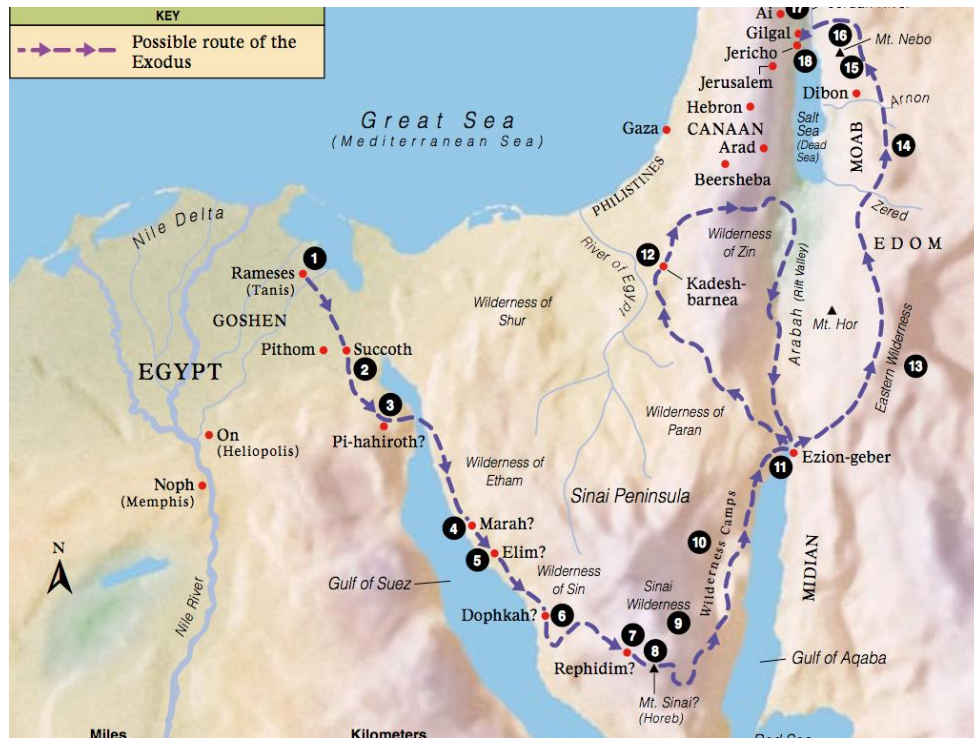 KEY
Possible route of the
Exodus
Great Sea
(Mediterranean Sea)
Nile Delta
1
Rameses
(Tanis)
GOSHEN
Pithom
Succoth
2
EGYPT
3
Pi-hahiroth?
On
(Heliopolis)
Noph
(Memphis)
N
Nile River
Miles
Kilometers
Gulf of Suez
Wilderness of
Shur
Wilderness of
Etham
4
Marah?
5
Elim?
Wilderness
of Sin
Dophkah?
6
7
Rephidim?
8
Mt. Sinai?
(Horeb)
9
Sinai
Wilderness
10
Wilderness Camps
Sinai Peninsula
Wilderness of
Paran
11
Ezion-geber
MIDIAN
Gulf of Aqaba
12
Kadesh-
barnea
River of Egypt
PHILISTINES
Gaza
Wilderness
of Zin
Arabah (Rift Valley)
Mt. Hor
Eastern Wilderness
13
EDOM
Zered
14
MOAB
Arnon
Dibon
15
16
Mt. Nebo
17
Ai
Gilgal
Jericho
18
Jerusalem
Hebron
CANAAN
Arad
Beersheba
Salt
Sea
(Dead
Sea)